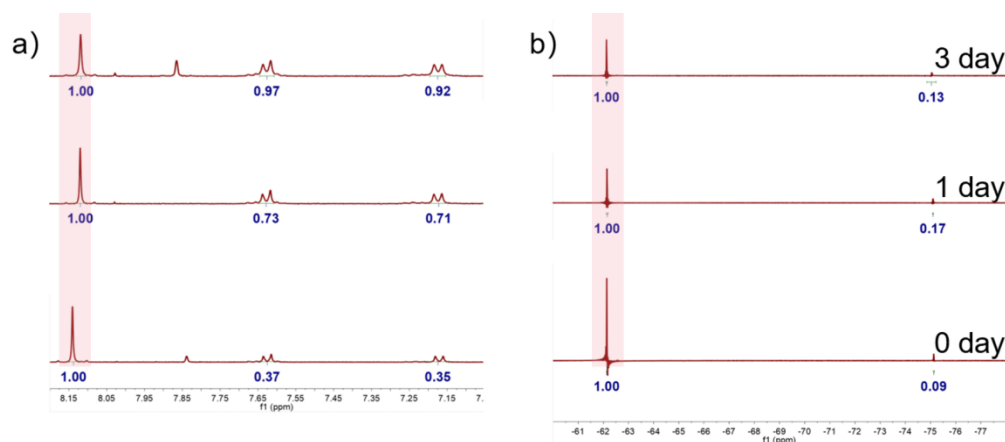 a)
1.00 0.97 0.92
1.00 0.73 0.71
1.00 0.37 0.35
8.15 8.05 7.95 7.85 7.75 7.65 7.55 7.45 7.35 7.25 7.15 7.
f1 (ppm)
b)
3 day
1.00 0.13
1 day
1.00 0.17
0 day
1.00 0.09
-61 -62 -63 -64 -65 -66 -67 -68 -69 -70 -71 -72 -73 -74 -75 -76 -77
f1 (ppm)